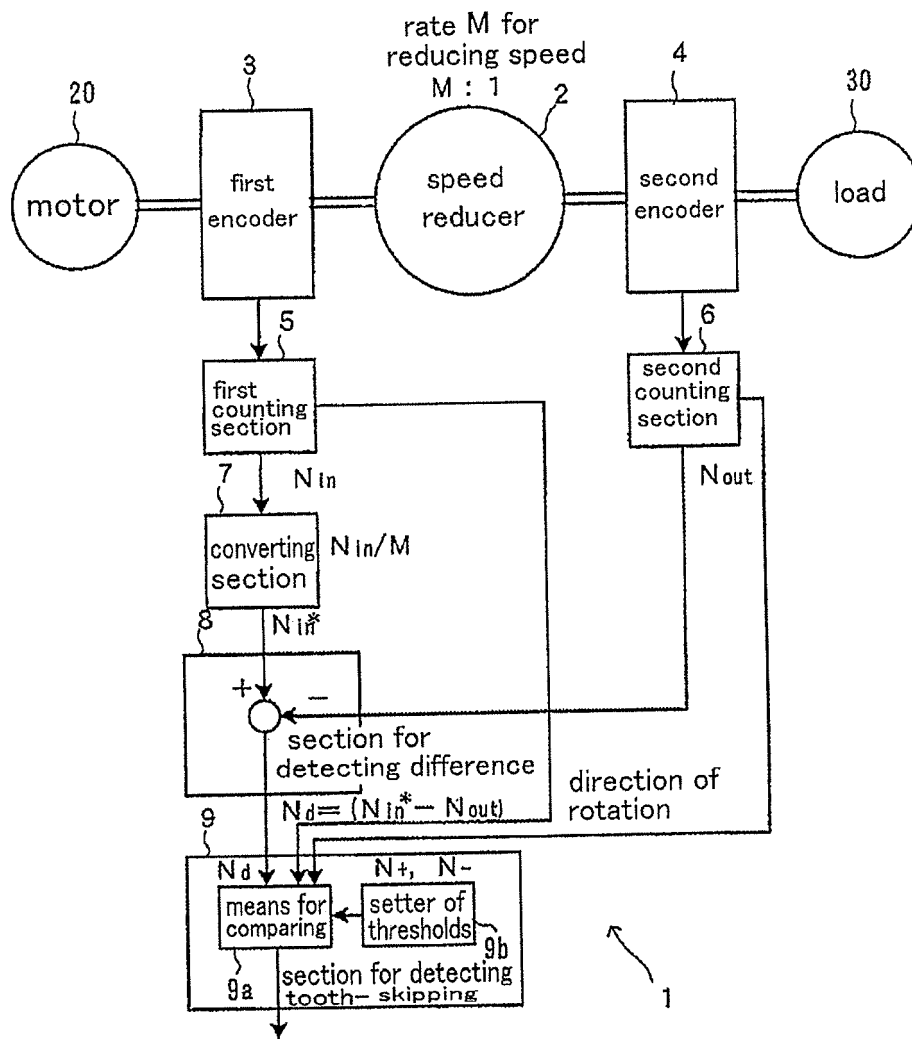 rate M for
reducing speed
M : 1
3
4
20
2
30
motor
first
encoder
speed
reducer
second
encoder
load
5
6
first
counting
section
second
counting
section
Nin
Nout
7
converting
section
Nin/M
8
Nin*
+
−
section for
detecting difference
Nd=(Nin*−Nout)
direction of
rotation
9
Nd
N+, N−
means for
comparing
setter of
thresholds
9a
9b
section for detecting
tooth-skipping
1